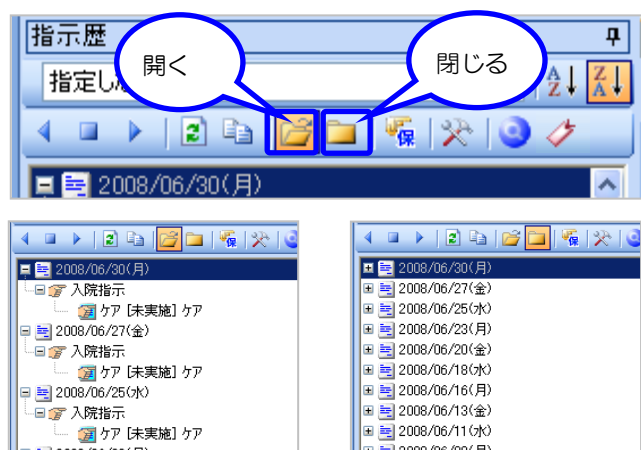 指示歴
指定し
開く
閉じる
A
Z
Z
A
保
2008/06/30(月)
保
2008/06/30(月)
入院指示
ケア [未実施] ケア
2008/06/27(金)
入院指示
ケア [未実施] ケア
2008/06/25(水)
入院指示
ケア [未実施] ケア
保
2008/06/30(月)
2008/06/27(金)
2008/06/25(水)
2008/06/23(月)
2008/06/20(金)
2008/06/18(水)
2008/06/16(月)
2008/06/13(金)
2008/06/11(水)